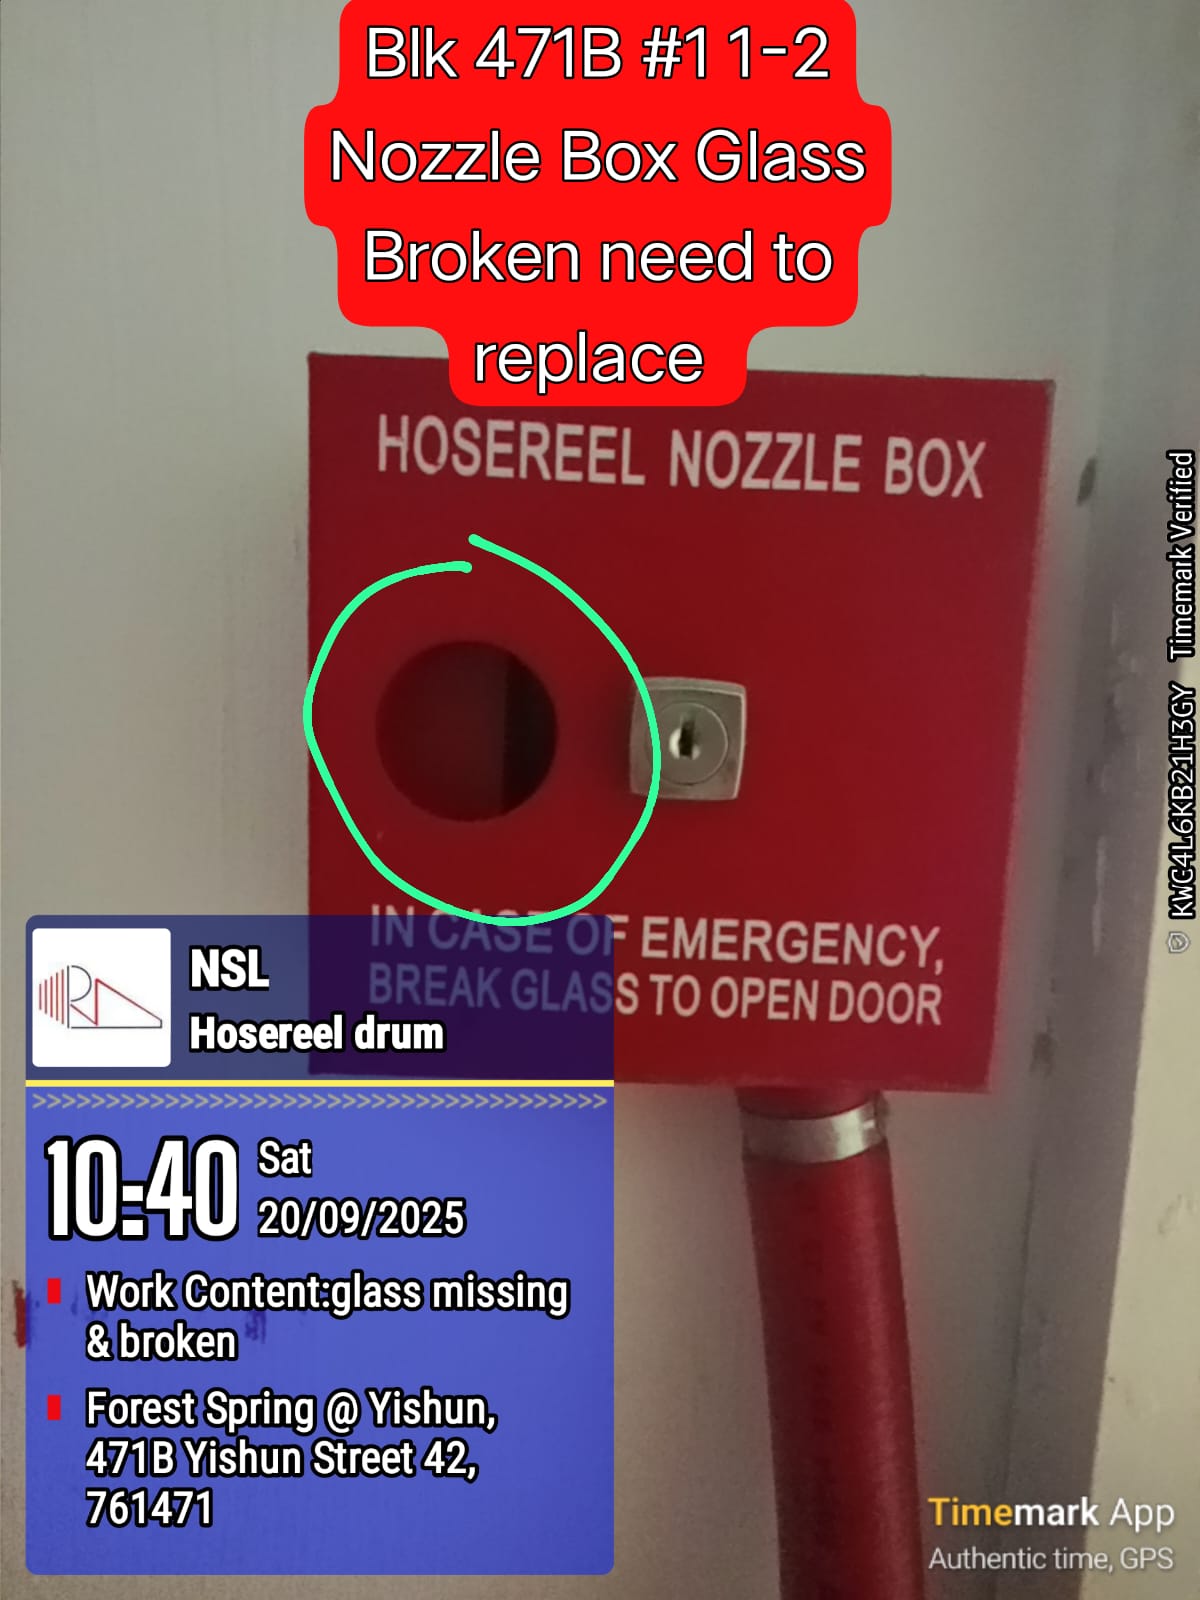 Blk 471B #11-2
Nozzle Box Glass
Broken need to
replace
HOSEREEL NOZZLE BOX
IN CASE OF EMERGENCY,
BREAK GLASS TO OPEN DOOR
NSL
Hosereel drum
>>>>>>>>>>>>>>>>>>>>>>>>>>>>>>>>>>>>>>>>>>
10:40
Sat
20/09/2025
Work Content:glass missing
& broken
Forest Spring @ Yishun,
471B Yishun Street 42,
761471
KWC4L6KB21H3GY Timemark Verified
Timemark App
Authentic time, GPS